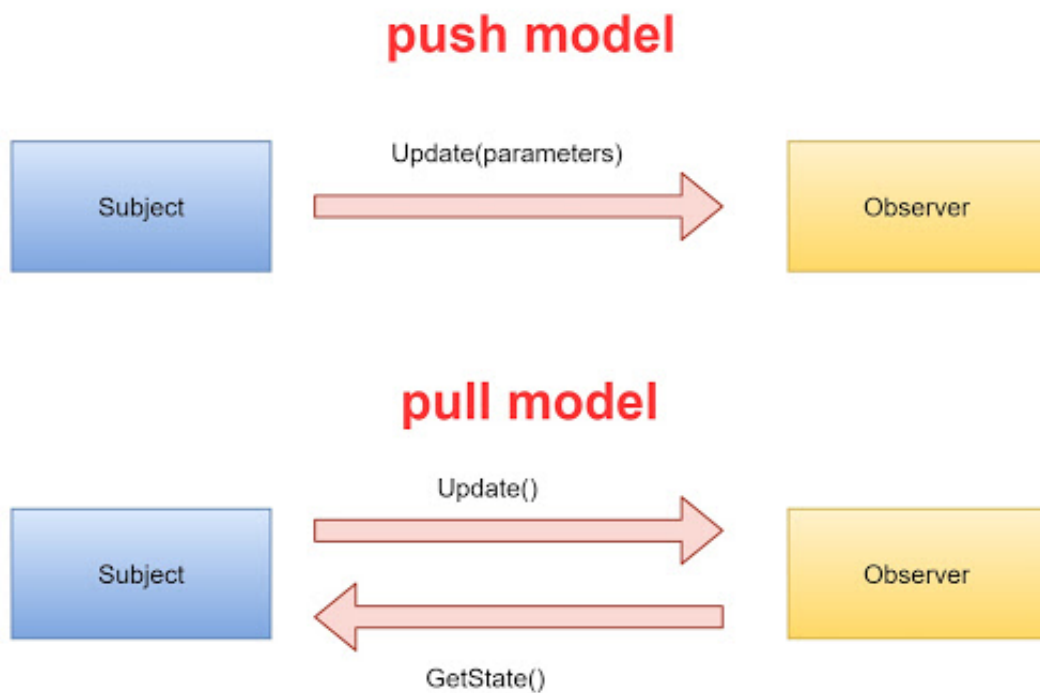 push model
Update(parameters)
Subject
Observer
pull model
Update()
Subject
Observer
GetState()